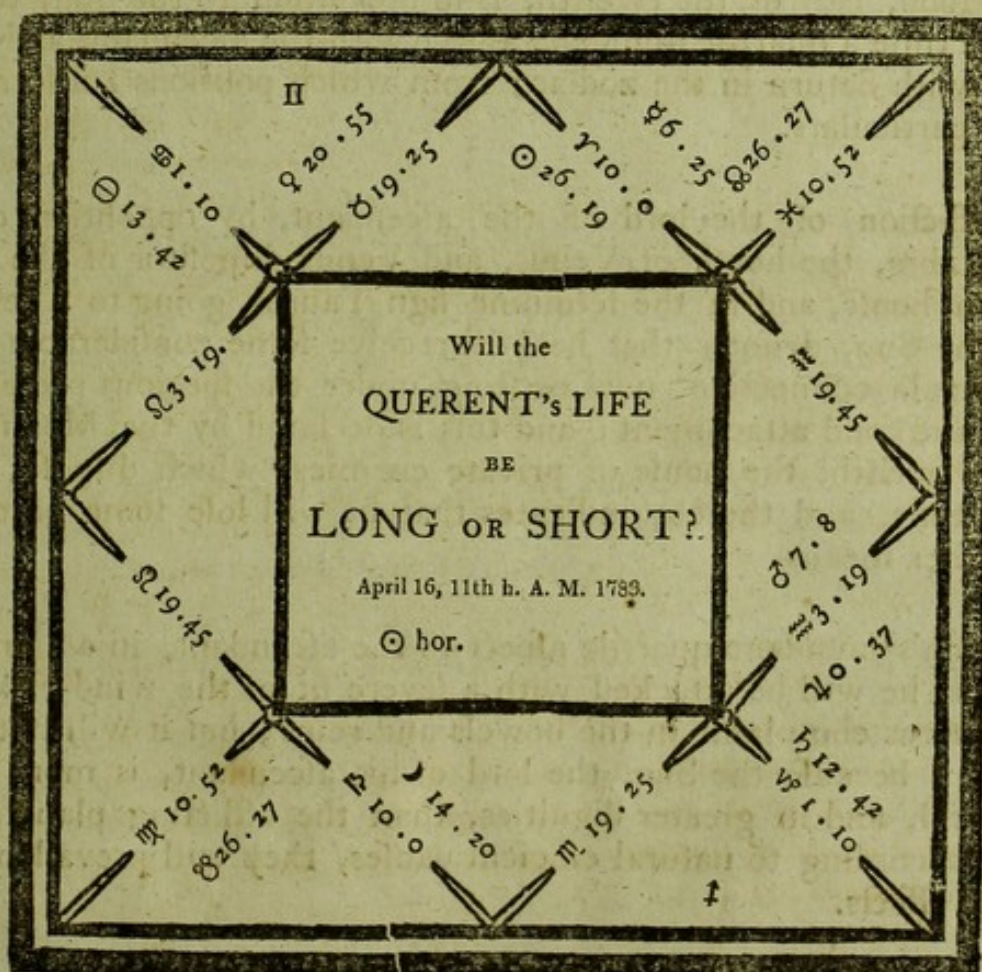 ♊
♀ 20 . 55
♉ 19 . 25
♋ 1 . 10
13 . 42
☉ 26 . 19
♈ 10 . 0
☿ 6 . 25
☊ 26 . 27
♓ 10 . 52
♌ 3 . 19.
♒ 19.45
Will the
QUERENT's LIFE
BE
LONG OR SHORT?
April 16, 11th h. A. M.
☉ hor.
♂ 7 . 8
♒ 3 . 19
♃ 0 . 37
♌ 19.45
♍ 10.52
☋ 26 . 27
♎ 10 . 0
☽ 14 . 20
♏ 19.25
♐
♄ 12 . 42
♑ 1 . 10